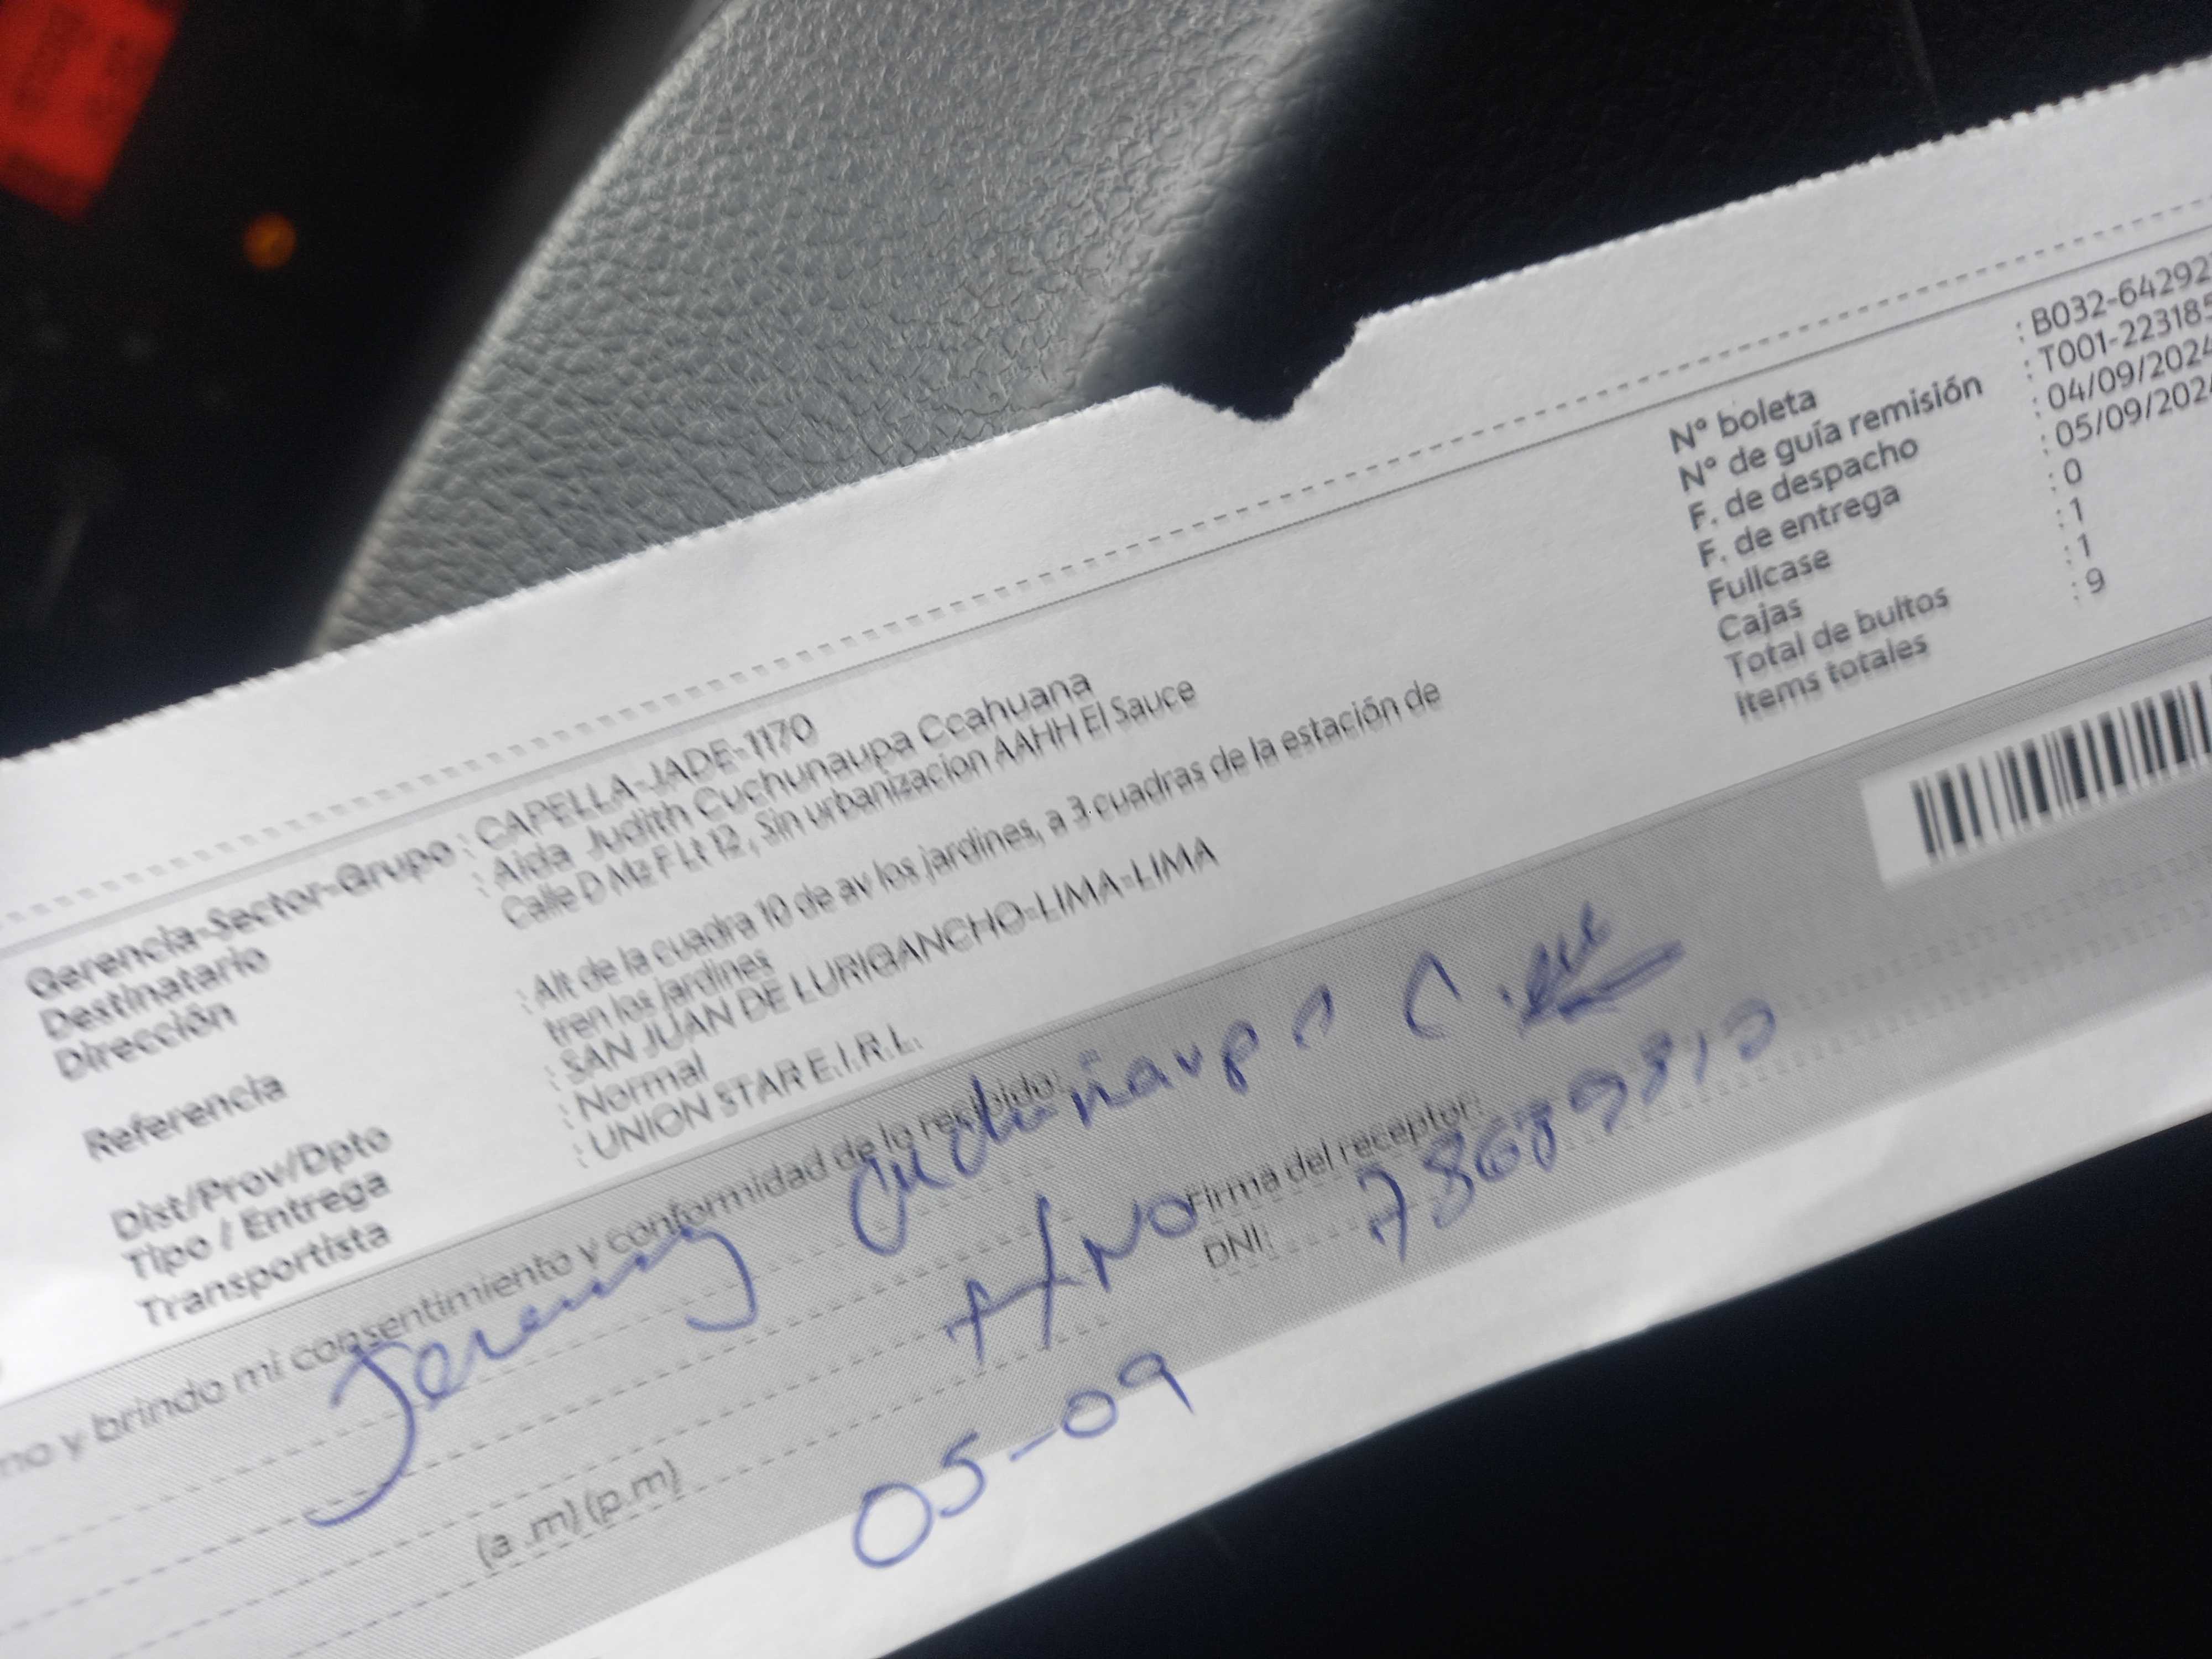 Gerencia-Sector-Grupo : CAPELLA-JADE-1170
Destinatario : Aida Judith Cuchunaupa Ccahuana
Dirección Calle D Mz F Lt 12, Sin urbanizacion AAHH El Sauce
Referencia : Alt de la cuadra 10 de av los jardines, a 3 cuadras de la estación de
tren los jardines
Dist/Prov/Dpto : SAN JUAN DE LURIGANCHO-LIMA-LIMA
Tipo / Entrega : Normal
Transportista : UNION STAR E.I.R.L.
N° boleta : B032-64292
N° de guía remisión : T001-223185
F. de despacho : 04/09/2024
F. de entrega : 05/09/202
Fullcase : 0
Cajas : 1
Total de bultos : 1
Items totales : 9
y brindo mi consentimiento y conformidad de lo recibido:
Jeremy Cuchuñaupa C.
HNO Firma del receptor:
DNI:
(a.m) (p.m)
05-09